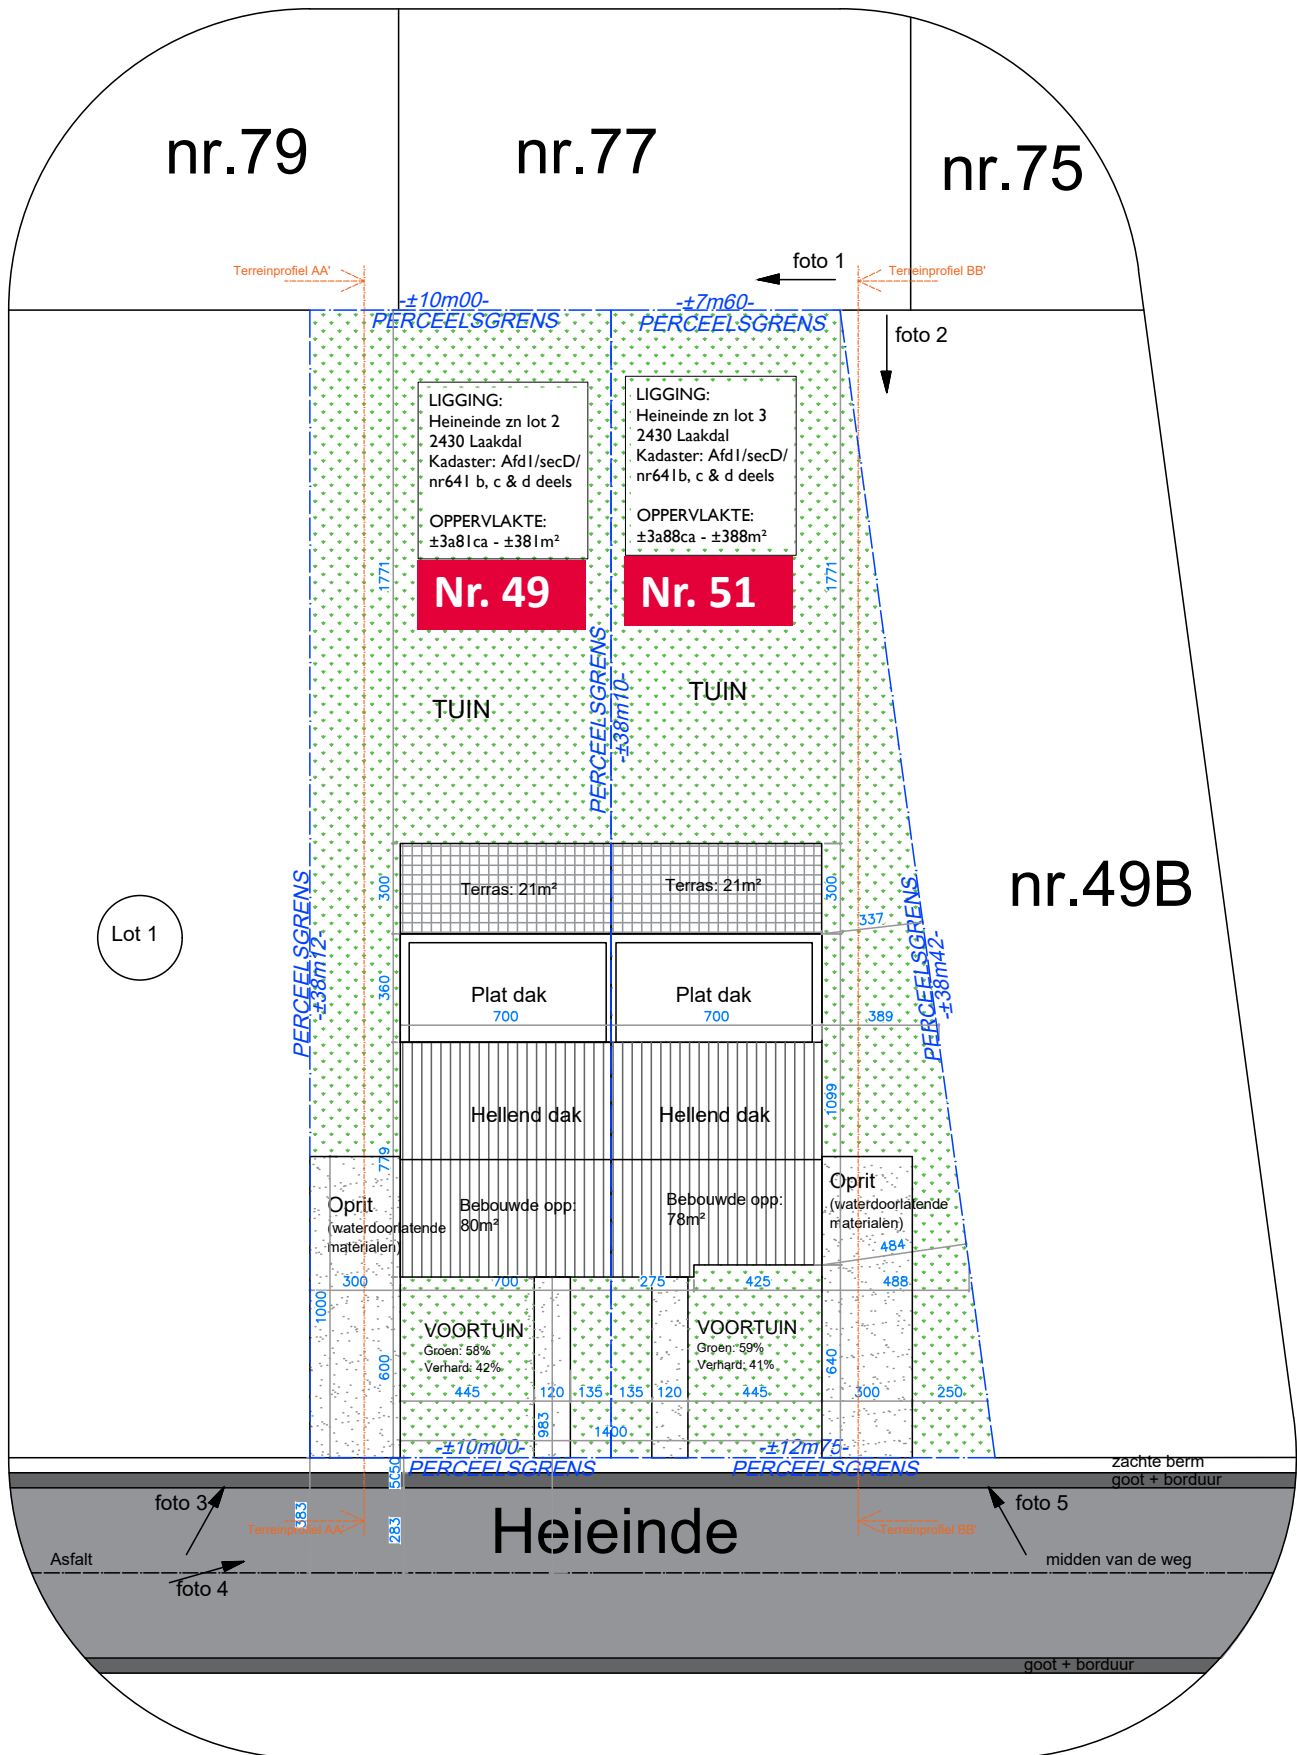 nr.79
nr.77
nr.75
foto 1
Terreinprofiel AA'
Terreinprofiel BB'
-±10m00-
PERCEELSGRENS
-±7m60-
PERCEELSGRENS
foto 2
LIGGING:
Heineinde zn lot 2
2430 Laakdal
Kadaster: Afd1/secD/
nr641 b, c & d deels
OPPERVLAKTE:
±3a81ca - ±381m²
Nr. 49
LIGGING:
Heineinde zn lot 3
2430 Laakdal
Kadaster: Afd1/secD/
nr641b, c & d deels
OPPERVLAKTE:
±3a88ca - ±388m²
Nr. 51
1771
1771
TUIN
TUIN
PERCEELSGRENS
-±38m10-
nr.49B
Lot 1
PERCEELSGRENS
-±38m12-
PERCEELSGRENS
-±38m42-
300
Terras: 21m²
Terras: 21m²
300
337
360
Plat dak
Plat dak
700
700
389
1099
Hellend dak
Hellend dak
779
Oprit
(waterdoorlatende
materialen)
Bebouwde opp:
80m²
Bebouwde opp:
78m²
Oprit
(waterdoorlatende
materialen)
484
300
700
275
425
488
1000
600
VOORTUIN
Groen: 58%
Verhard: 42%
VOORTUIN
Groen: 59%
Verhard: 41%
640
445
120
135
135
120
445
300
250
983
1400
-±10m00-
PERCEELSGRENS
-±12m75-
PERCEELSGRENS
zachte berm
goot + borduur
50
50
383
283
foto 3
foto 5
Terreinprofiel AA'
Terreinprofiel BB'
Heieinde
Asfalt
midden van de weg
foto 4
goot + borduur